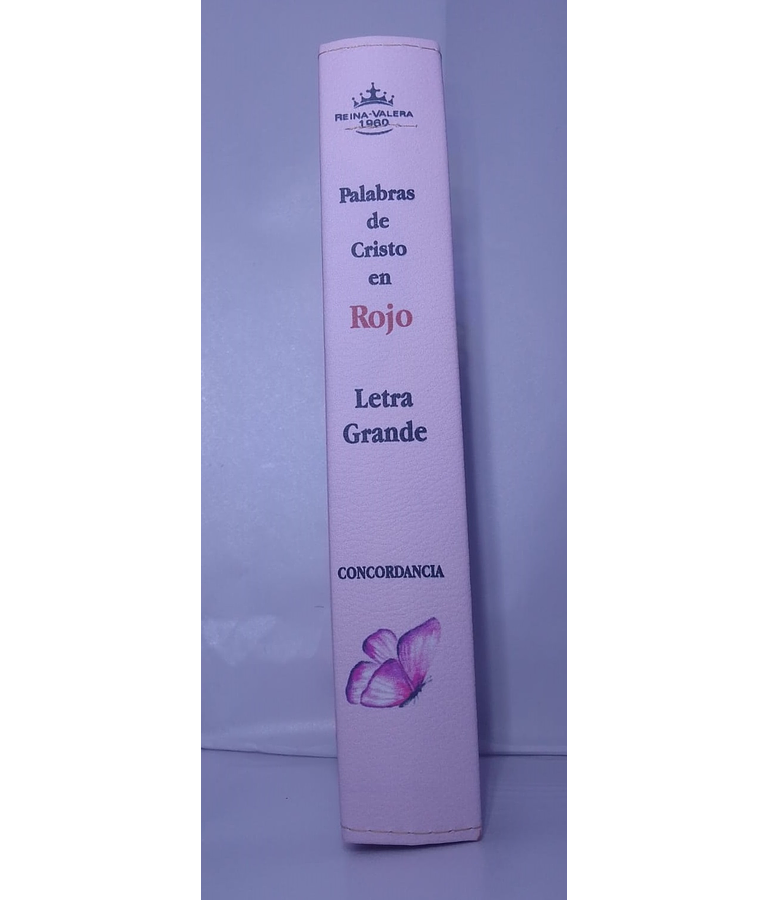 REINA-VALERA
1960
Palabras
de
Cristo
en
Rojo
Letra
Grande
CONCORDANCIA